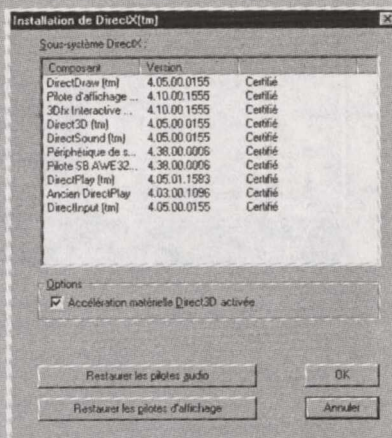 Installation de DirectX(tm)
Sous-système DirectX :
Composant Version
DirectDraw (tm) 4.05.00.0155 Certifié
Pilote d'affichage ... 4.10.00.1555 Certifié
3Dfx Interactive ... 4.10.00.1555 Certifié
Direct3D (tm) 4.05.00.0155 Certifié
DirectSound (tm) 4.05.00.0155 Certifié
Périphérique de s... 4.38.00.0006 Certifié
Pilote SB AWE32... 4.38.00.0006 Certifié
DirectPlay (tm) 4.05.01.1583 Certifié
Ancien DirectPlay 4.03.00.1096 Certifié
DirectInput (tm) 4.05.00.0155 Certifié
Options
Accélération matérielle Direct3D activée
Restaurer les pilotes audio OK
Restaurer les pilotes d'affichage Annuler